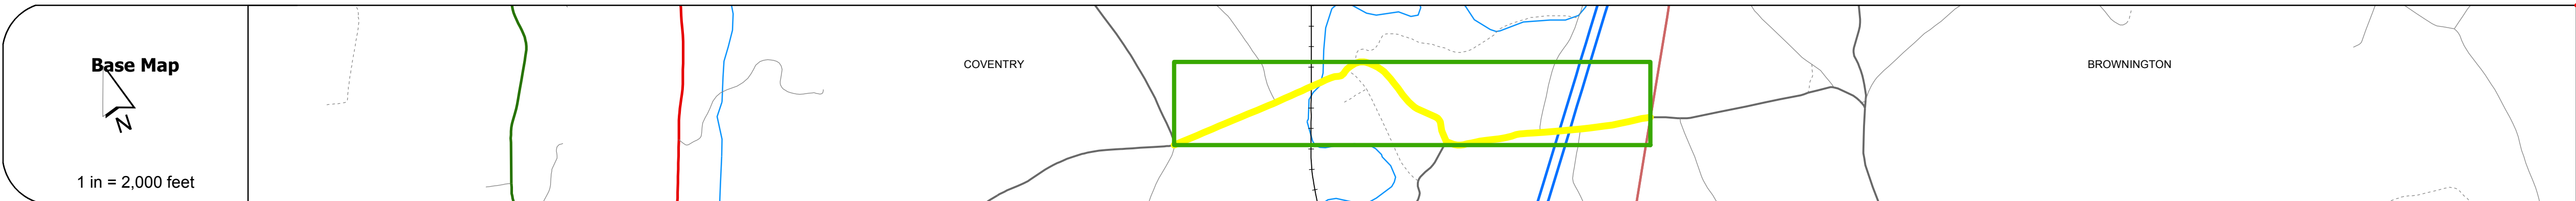 Base Map
N
1 in = 2,000 feet
COVENTRY
BROWNINGTON